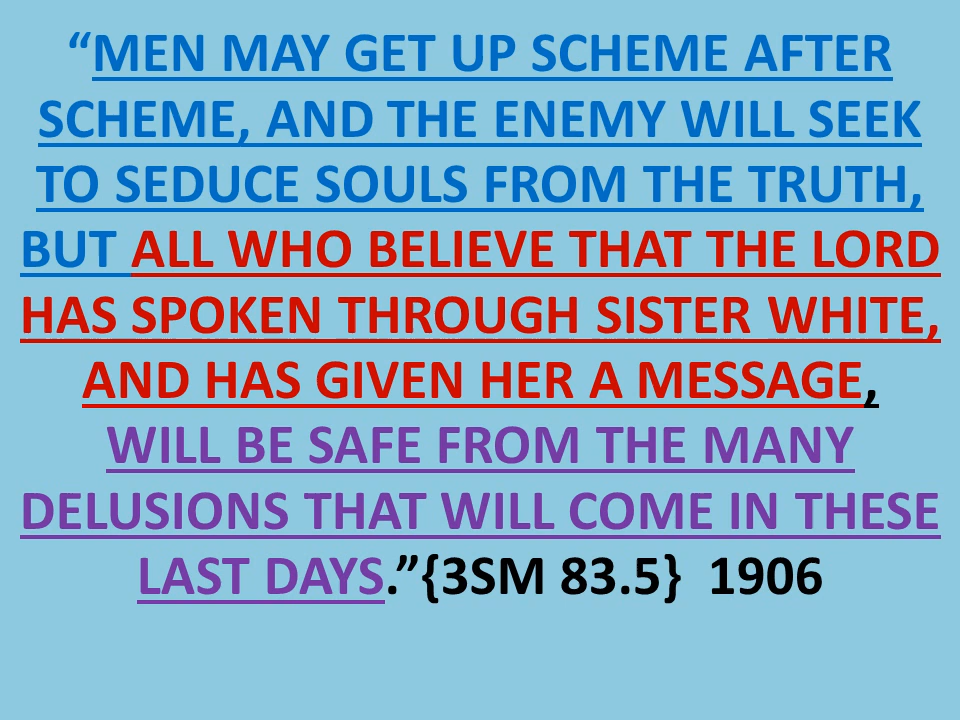 “MEN MAY GET UP SCHEME AFTER
SCHEME, AND THE ENEMY WILL SEEK
TO SEDUCE SOULS FROM THE TRUTH,
BUT ALL WHO BELIEVE THAT THE LORD
HAS SPOKEN THROUGH SISTER WHITE,
AND HAS GIVEN HER A MESSAGE,
WILL BE SAFE FROM THE MANY
DELUSIONS THAT WILL COME IN THESE
LAST DAYS.”{3SM 83.5}  1906